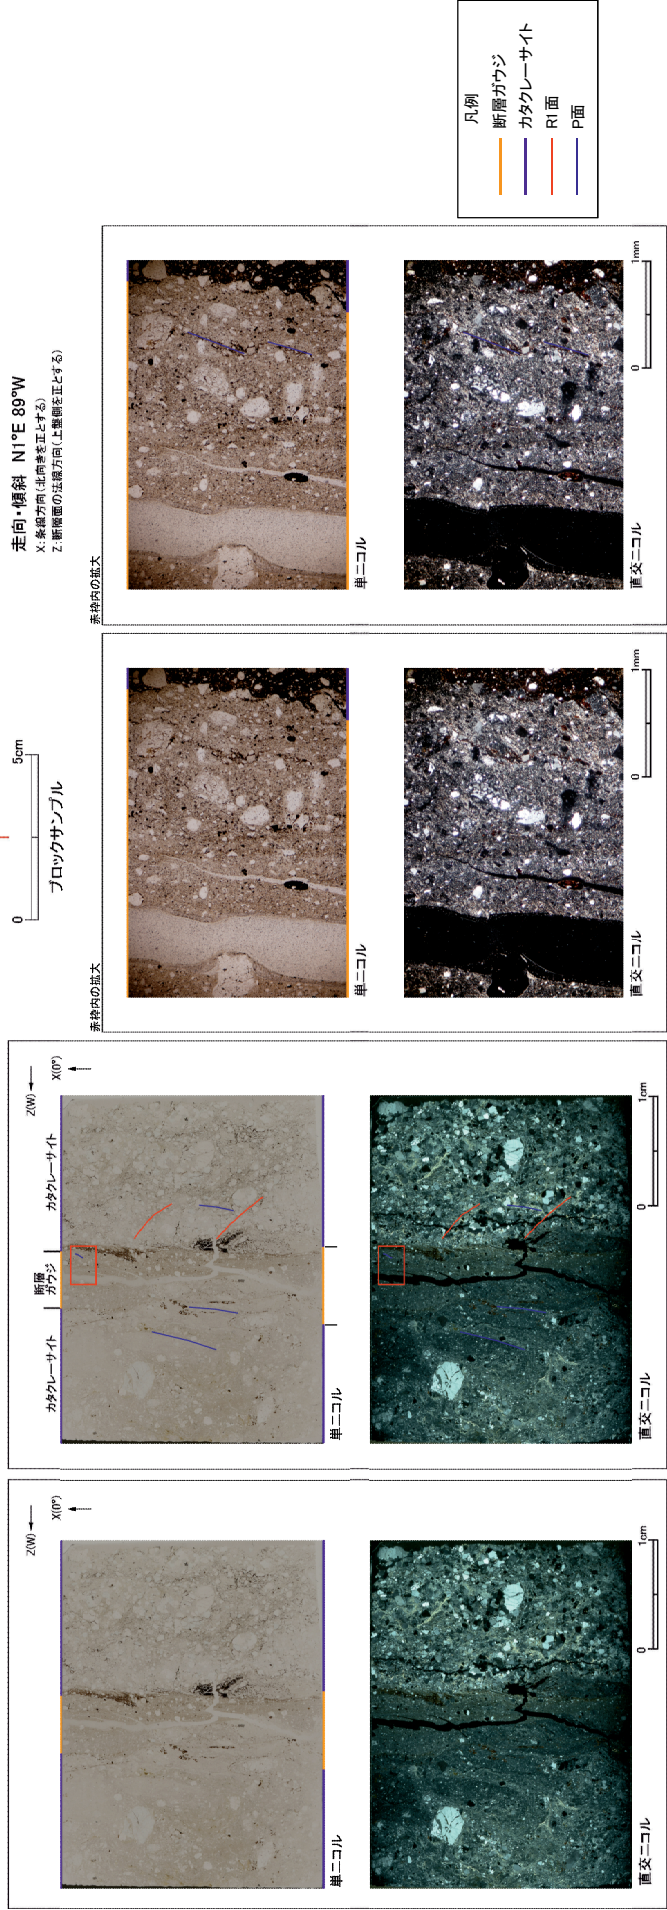 0 5cm
ブロックサンプル
走向・傾斜 N1°E 89°W
X:条線方向(北向きを正とする)
Z:断層面の法線方向(上盤側を正とする)
Z(W)
X(0°)
単ニコル
直交ニコル
0 1cm
Z(W)
X(0°)
カタクレーサイト
断層
ガウジ
カタクレーサイト
単ニコル
直交ニコル
0 1cm
赤枠内の拡大
単ニコル
直交ニコル
0 1mm
赤枠内の拡大
単ニコル
直交ニコル
0 1mm
凡例
断層ガウジ
カタクレーサイト
R1面
P面